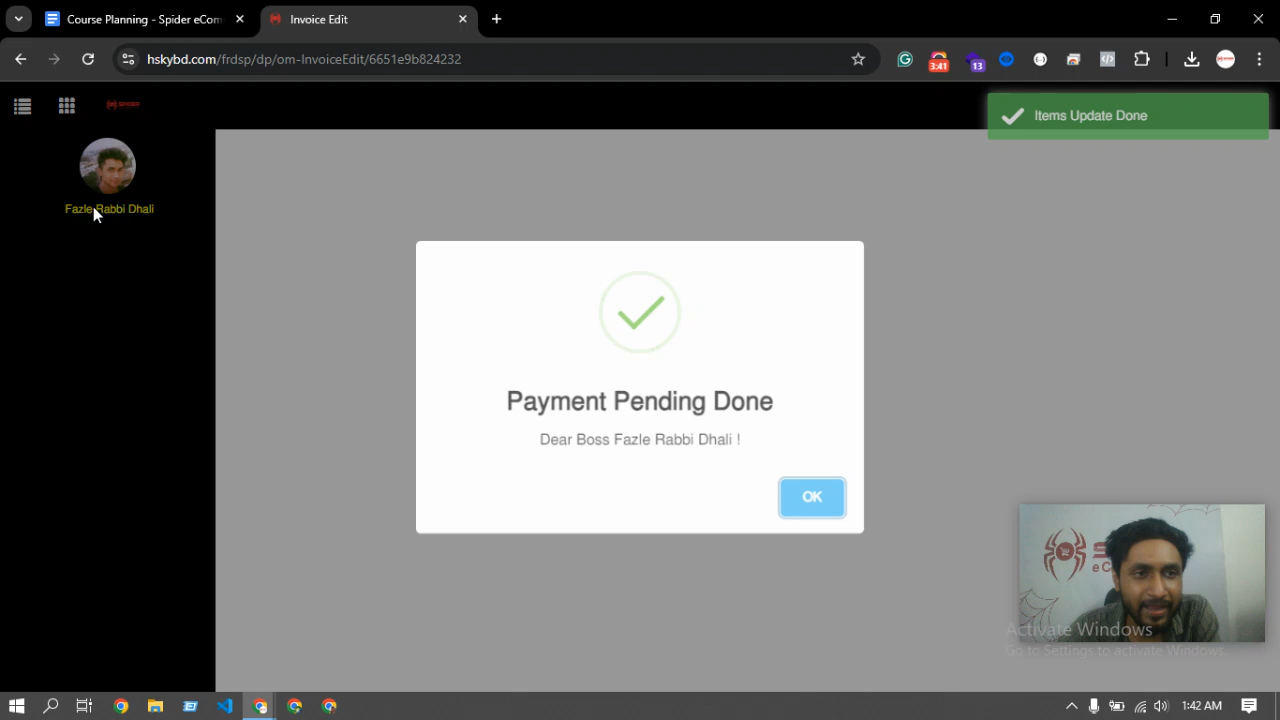 Course Planning - Spider eCom
Invoice Edit
hskybd.com/frdsp/dp/om-InvoiceEdit/6651e9b824232
3:41
13
SPIDER
Items Update Done
Fazle Rabbi Dhali
Payment Pending Done
Dear Boss Fazle Rabbi Dhali !
OK
Activate Windows
Go to Settings to activate Windows.
1:42 AM